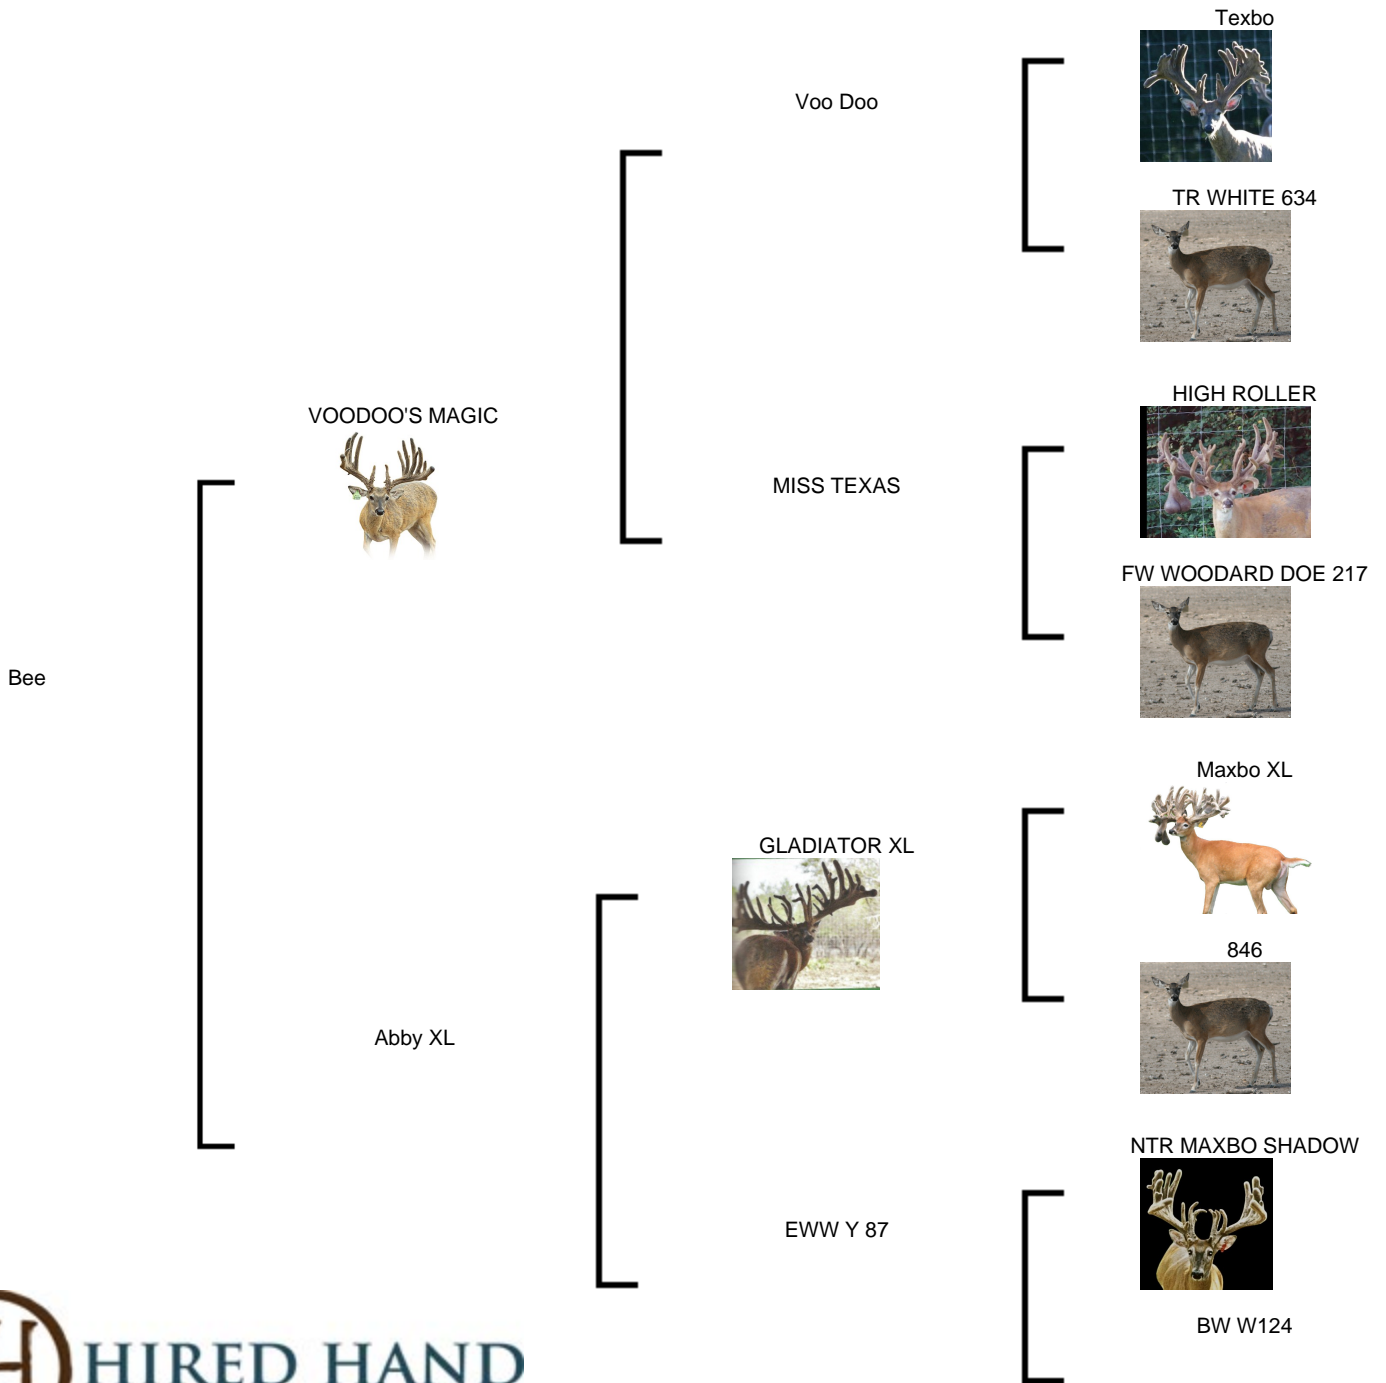 Texbo
Voo Doo
TR WHITE 634
VOODOO'S MAGIC
HIGH ROLLER
MISS TEXAS
FW WOODARD DOE 217
Bee
Maxbo XL
GLADIATOR XL
846
Abby XL
NTR MAXBO SHADOW
EWW Y 87
BW W124
H HIRED HAND